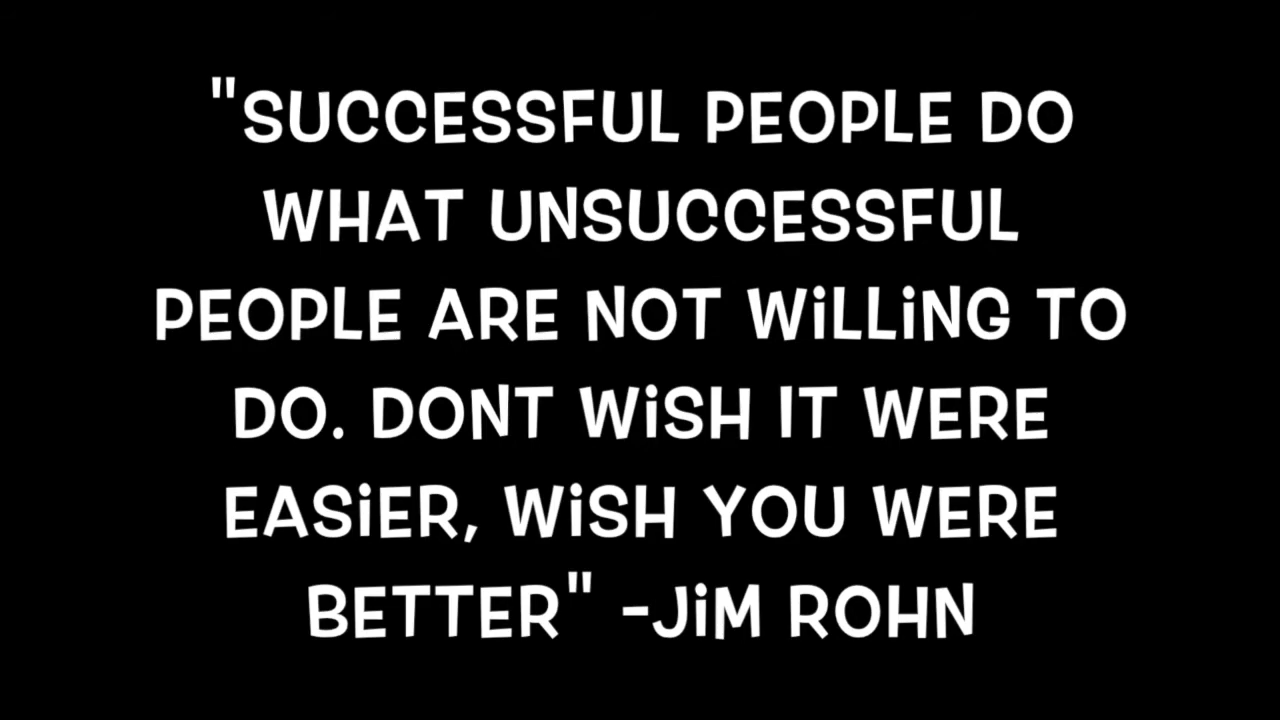 "SUCCESSFUL PEOPLE DO
WHAT UNSUCCESSFUL
PEOPLE ARE NOT WiLLiNG TO
DO. DONT WiSH IT WERE
EASiER, WiSH YOU WERE
BETTER" -JiM ROHN